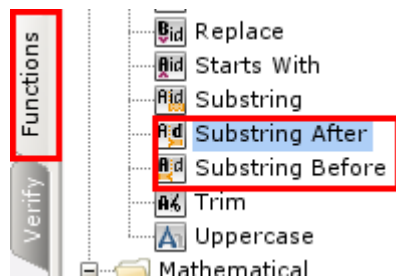 Functions
Verify
Replace
Starts With
Substring
Substring After
Substring Before
Trim
Uppercase
Mathematical